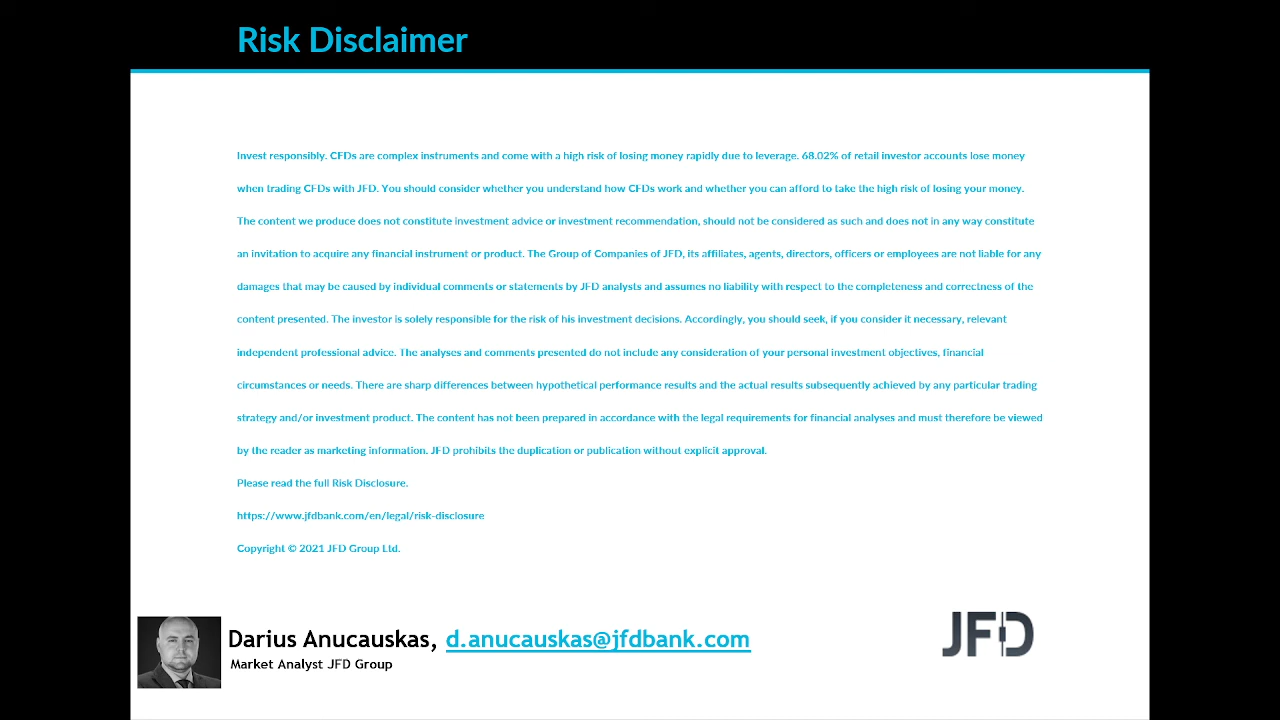 Risk Disclaimer
Invest responsibly. CFDs are complex instruments and come with a high risk of losing money rapidly due to leverage. 68.02% of retail investor accounts lose money
when trading CFDs with JFD. You should consider whether you understand how CFDs work and whether you can afford to take the high risk of losing your money.
The content we produce does not constitute investment advice or investment recommendation, should not be considered as such and does not in any way constitute
an invitation to acquire any financial instrument or product. The Group of Companies of JFD, its affiliates, agents, directors, officers or employees are not liable for any
damages that may be caused by individual comments or statements by JFD analysts and assumes no liability with respect to the completeness and correctness of the
content presented. The investor is solely responsible for the risk of his investment decisions. Accordingly, you should seek, if you consider it necessary, relevant
independent professional advice. The analyses and comments presented do not include any consideration of your personal investment objectives, financial
circumstances or needs. There are sharp differences between hypothetical performance results and the actual results subsequently achieved by any particular trading
strategy and/or investment product. The content has not been prepared in accordance with the legal requirements for financial analyses and must therefore be viewed
by the reader as marketing information. JFD prohibits the duplication or publication without explicit approval.
Please read the full Risk Disclosure.
https://www.jfdbank.com/en/legal/risk-disclosure
Copyright © 2021 JFD Group Ltd.
Darius Anucauskas, d.anucauskas@jfdbank.com
Market Analyst JFD Group
JFD